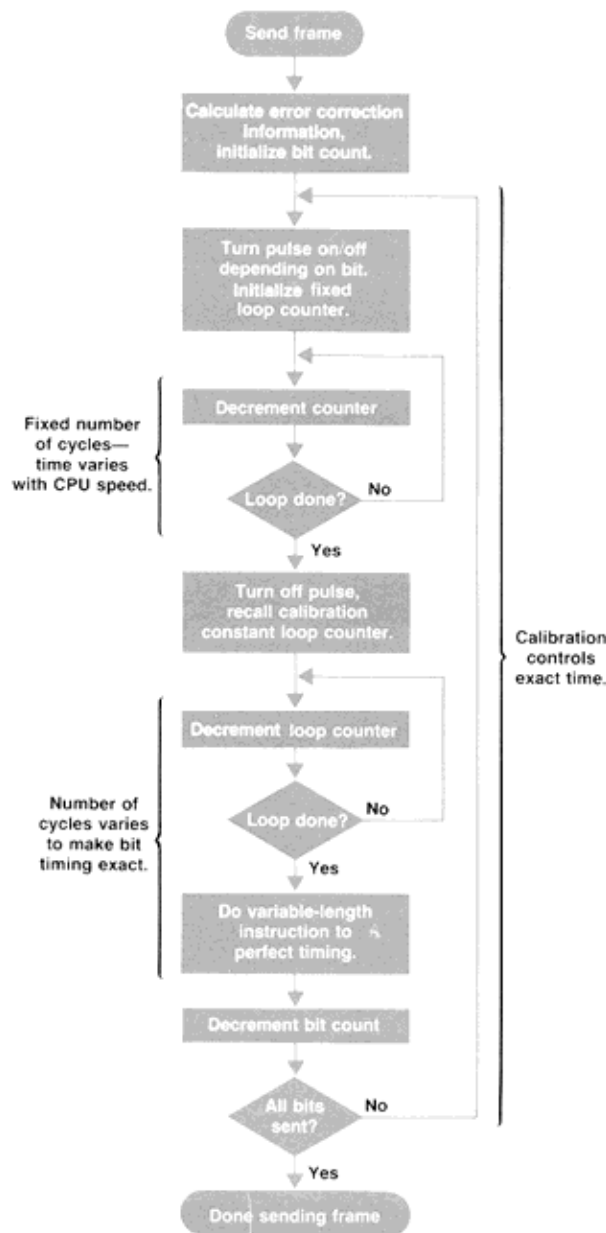 Send frame
Calculate error correction
information,
initialize bit count.
Turn pulse on/off
depending on bit.
Initialize fixed
loop counter.
Decrement counter
Fixed number
of cycles—
time varies
with CPU speed.
Loop done?
No
Yes
Turn off pulse,
recall calibration
constant loop counter.
Calibration
controls
exact time.
Decrement loop counter
Number of
cycles varies
to make bit
timing exact.
Loop done?
No
Yes
Do variable-length
instruction to
perfect timing.
Decrement bit count
All bits
sent?
No
Yes
Done sending frame